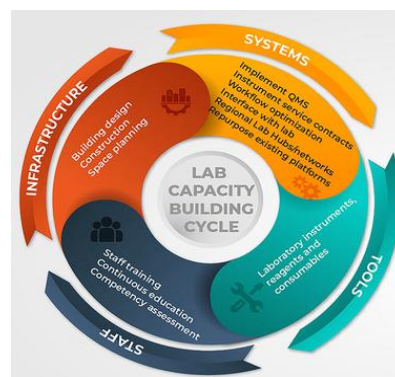 SYSTEMS
Implement QMS
Instrument service contracts
Workflow optimization
Interface with lab
Regional Lab Hubs/networks
Repurpose existing platforms
INFRASTRUCTURE
Building design
Construction
Space planning
LAB
CAPACITY
BUILDING
CYCLE
Laboratory instruments,
reagents and
consumables
TOOLS
Staff training
Continuous education
Competency assessment
STAFF